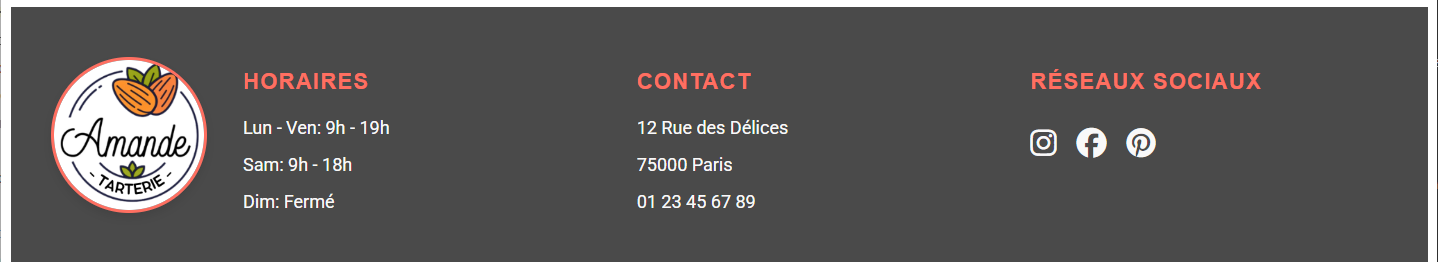 Amande
- TARTERIE -
HORAIRES
Lun - Ven: 9h - 19h
Sam: 9h - 18h
Dim: Fermé
CONTACT
12 Rue des Délices
75000 Paris
01 23 45 67 89
RÉSEAUX SOCIAUX